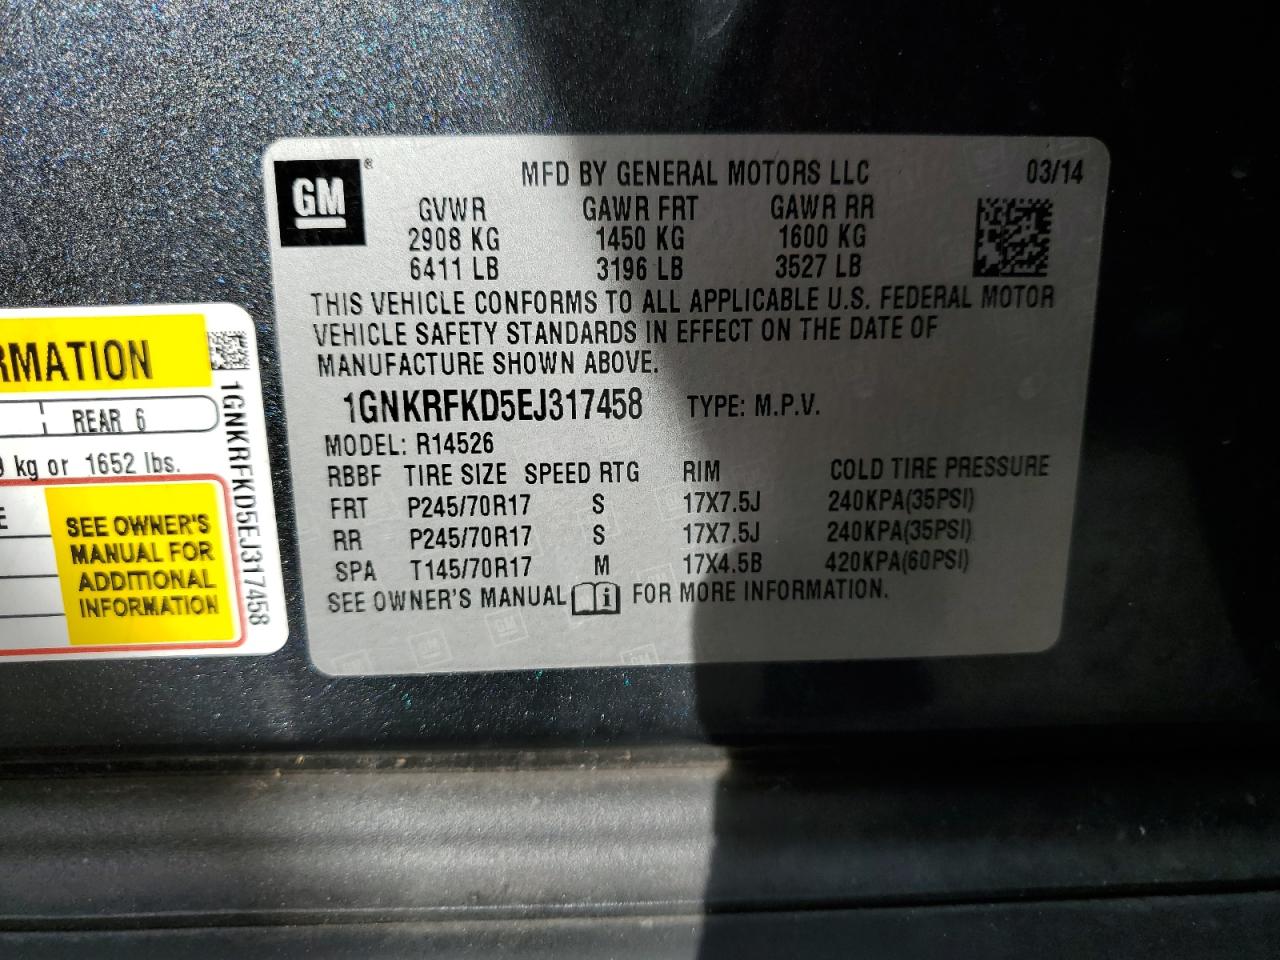 GM ®
MFD BY GENERAL MOTORS LLC 03/14
GVWR GAWR FRT GAWR RR
2908 KG 1450 KG 1600 KG
6411 LB 3196 LB 3527 LB
THIS VEHICLE CONFORMS TO ALL APPLICABLE U.S. FEDERAL MOTOR
VEHICLE SAFETY STANDARDS IN EFFECT ON THE DATE OF
MANUFACTURE SHOWN ABOVE.
1GNKRFKD5EJ317458 TYPE: M.P.V.
MODEL: R14526
RBBF TIRE SIZE SPEED RTG RIM COLD TIRE PRESSURE
FRT P245/70R17 S 17X7.5J 240KPA(35PSI)
RR P245/70R17 S 17X7.5J 240KPA(35PSI)
SPA T145/70R17 M 17X4.5B 420KPA(60PSI)
SEE OWNER'S MANUAL i FOR MORE INFORMATION.
RMATION
REAR 6
kg or 1652 lbs.
E
SEE OWNER'S
MANUAL FOR
ADDITIONAL
INFORMATION
1GNKRFKD5EJ317458